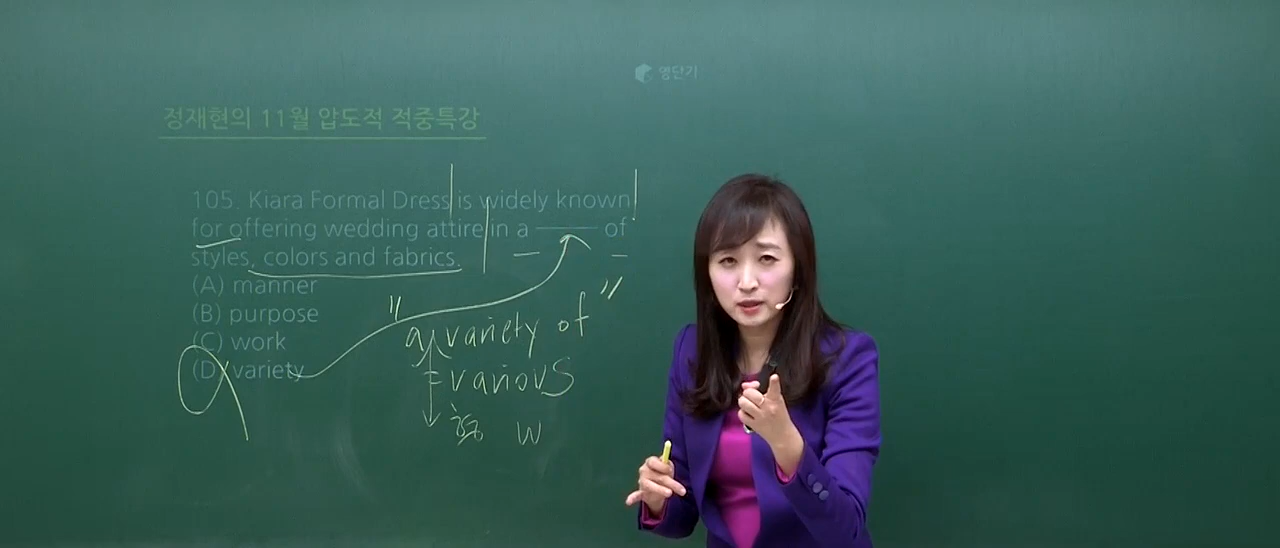 영단기
정재현의 11월 압도적 적중특강
105. Kiara Formal Dress is widely known
for offering wedding attire in a ——— of
styles, colors and fabrics.
(A) manner
(B) purpose
(C) work
(D) variety
"a variety of"
= various
W